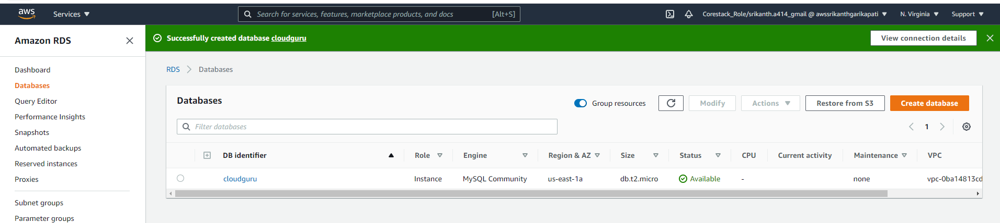 aws Services Search for services, features, marketplace products, and docs [Alt+S] Corestack_Role/srikanth.a414_gmail @ awssrikanthgarikapati N. Virginia Support
Amazon RDS
Successfully created database cloudguru View connection details
Dashboard
Databases
Query Editor
Performance Insights
Snapshots
Automated backups
Reserved instances
Proxies
Subnet groups
Parameter groups
RDS Databases
Databases Group resources Modify Actions Restore from S3 Create database
Filter databases 1
DB identifier Role Engine Region & AZ Size Status CPU Current activity Maintenance VPC
cloudguru Instance MySQL Community us-east-1a db.t2.micro Available - none vpc-0ba14813cd